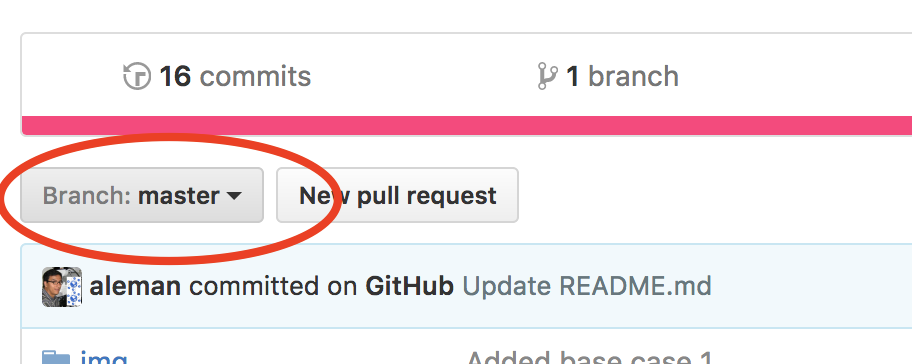 16 commits
1 branch
Branch: master
New pull request
aleman committed on GitHub Update README.md
img
Added base case 1